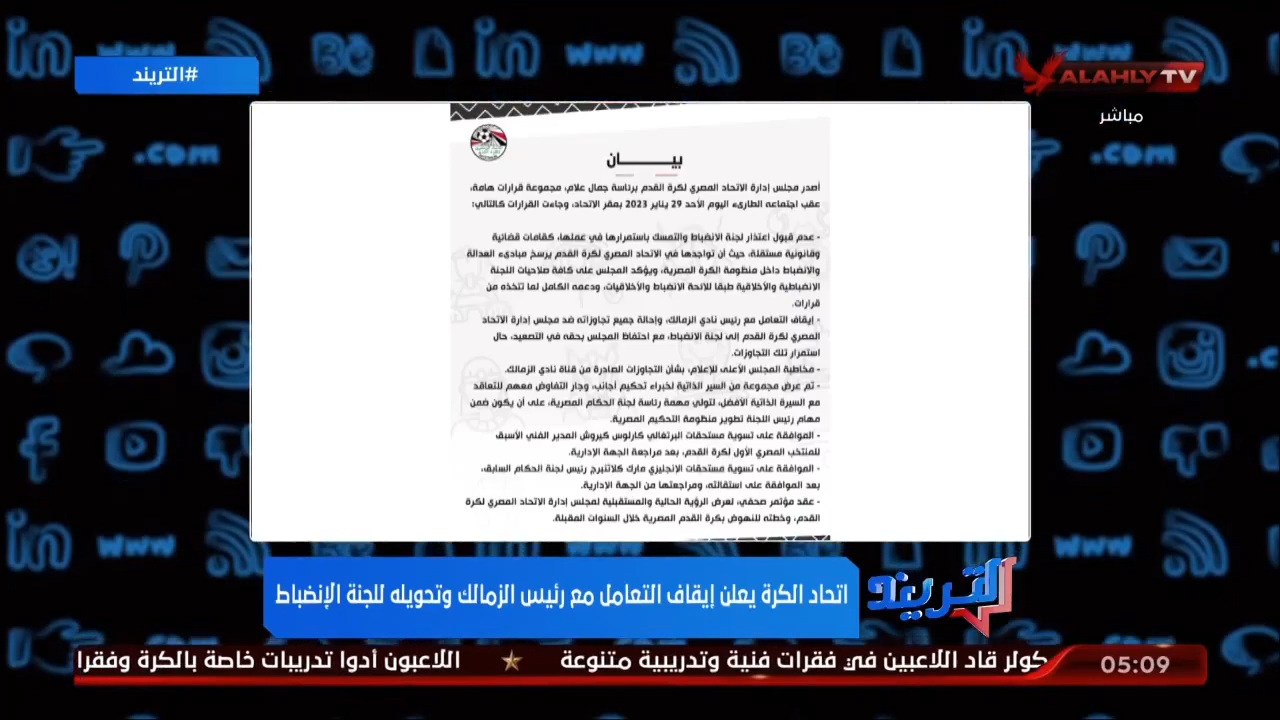 #التريند
ALAHLY TV
مباشر
بيـــــــان
أصدر مجلس إدارة الاتحاد المصري لكرة القدم برئاسة جمال علام، مجموعة قرارات هامة،
عقب اجتماعه الطارىء اليوم الأحد 29 يناير 2023 بمقر الاتحاد، وجاءت القرارات كالتالي:
- عدم قبول اعتذار لجنة الانضباط والتمسك باستمرارها في عملها، كقامات قضائية
وقانونية مستقلة، حيث أن تواجدها في الاتحاد المصري لكرة القدم يرسخ مبادىء العدالة
والانضباط داخل منظومة الكرة المصرية، ويؤكد المجلس على كافة صلاحيات اللجنة
الانضباطية والأخلاقية طبقا للائحة الانضباط والأخلاقيات، ودعمه الكامل لما تتخذه من
قرارات.
- إيقاف التعامل مع رئيس نادي الزمالك، وإحالة جميع تجاوزاته ضد مجلس إدارة الاتحاد
المصري لكرة القدم إلى لجنة الانضباط، مع احتفاظ المجلس بحقه في التصعيد، حال
استمرار تلك التجاوزات.
- مخاطبة المجلس الأعلى للإعلام، بشأن التجاوزات الصادرة من قناة نادي الزمالك.
- تم عرض مجموعة من السير الذاتية لخبراء تحكيم أجانب، وجار التفاوض معهم للتعاقد
مع السيرة الذاتية الأفضل، لتولي مهمة رئاسة لجنة الحكام المصرية، على أن يكون ضمن
مهام رئيس اللجنة تطوير منظومة التحكيم المصرية.
- الموافقة على تسوية مستحقات البرتغالي كارلوس كيروش المدير الفني الأسبق
للمنتخب المصري الأول لكرة القدم، بعد مراجعة الجهة الإدارية.
- الموافقة على تسوية مستحقات الإنجليزي مارك كلاتنبرج رئيس لجنة الحكام السابق،
بعد الموافقة على استقالته، ومراجعتها من الجهة الإدارية.
- عقد مؤتمر صحفي، لعرض الرؤية الحالية والمستقبلية لمجلس إدارة الاتحاد المصري لكرة
القدم، وخطته للنهوض بكرة القدم المصرية خلال السنوات المقبلة.
التريند
اتحاد الكرة يعلن إيقاف التعامل مع رئيس الزمالك وتحويله للجنة الإنضباط
كولر قاد اللاعبين في فقرات فنية وتدريبية متنوعة
اللاعبون أدوا تدريبات خاصة بالكرة وفقرا
05:09